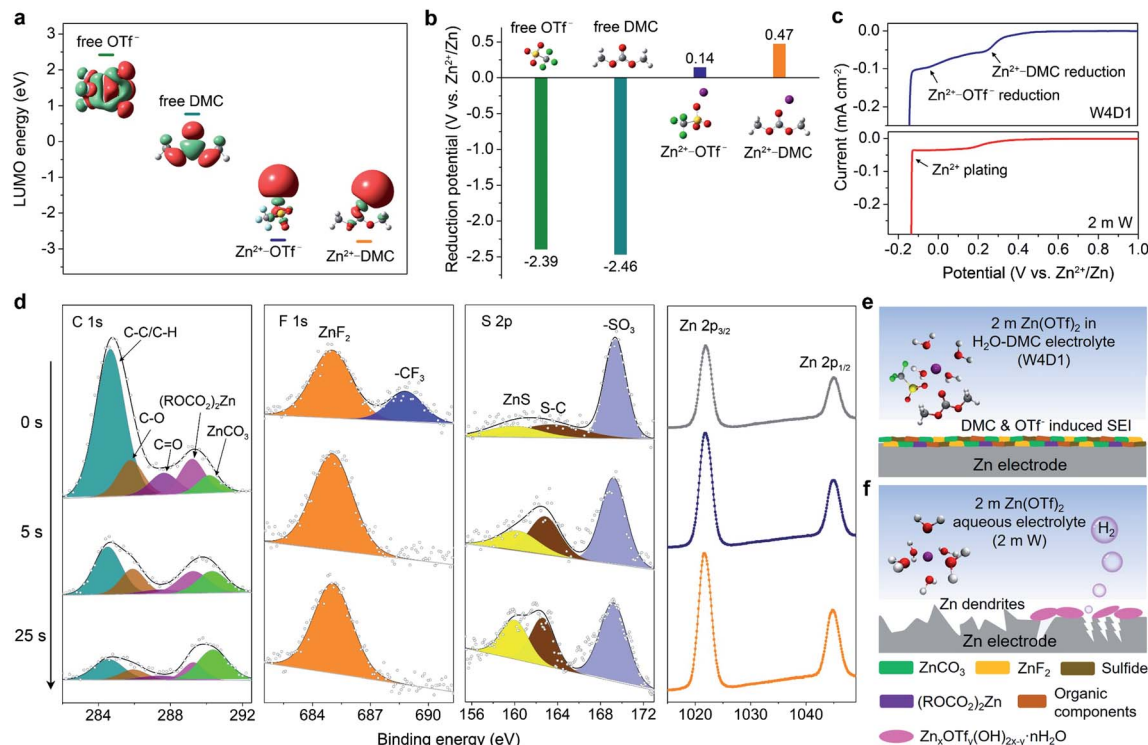 a
LUMO energy (eV)
3
2
1
0
-1
-2
-3
free OTf⁻
free DMC
Zn²⁺–OTf⁻
Zn²⁺–DMC
b
Reduction potential (V vs. Zn²⁺/Zn)
0.5
0.0
-0.5
-1.0
-1.5
-2.0
-2.5
free OTf⁻
free DMC
0.14
0.47
Zn²⁺–OTf⁻
Zn²⁺–DMC
-2.39
-2.46
c
Current (mA cm⁻²)
0.0
-0.1
-0.2
Zn²⁺–DMC reduction
Zn²⁺–OTf⁻ reduction
W4D1
0.0
-0.1
-0.2
Zn²⁺ plating
2 m W
-0.2
0.0
0.2
0.4
0.6
0.8
1.0
Potential (V vs. Zn²⁺/Zn)
d
0 s
5 s
25 s
C 1s
C-C/C-H
C-O
C=O
(ROCO₂)₂Zn
ZnCO₃
284
288
292
F 1s
ZnF₂
-CF₃
684
687
690
S 2p
ZnS
S-C
-SO₃
156
160
164
168
172
Zn 2p₃/₂
Zn 2p₁/₂
1020
1030
1040
Binding energy (eV)
e
2 m Zn(OTf)₂ in
H₂O-DMC electrolyte
(W4D1)
DMC & OTf⁻ induced SEI
Zn electrode
f
2 m Zn(OTf)₂
aqueous electrolyte
(2 m W)
H₂
Zn dendrites
Zn electrode
ZnCO₃
ZnF₂
Sulfide
(ROCO₂)₂Zn
Organic
components
ZnₓOTfᵧ(OH)₂ₓ₋ᵧ·nH₂O